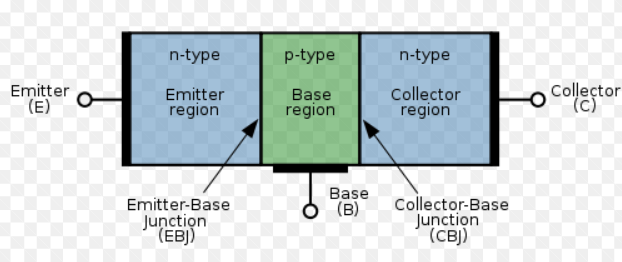 n-type
p-type
n-type
Emitter
(E)
Emitter
region
Base
region
Collector
region
Collector
(C)
Emitter-Base
Junction
(EBJ)
Base
(B)
Collector-Base
Junction
(CBJ)